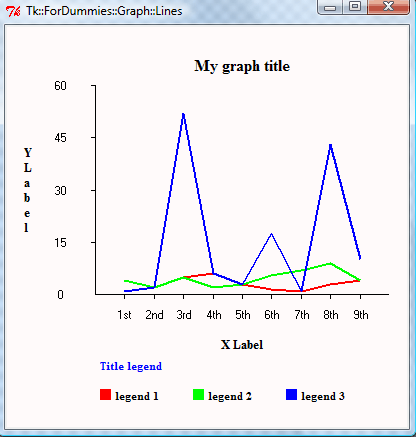 Tk::ForDummies::Graph::Lines
My graph title
60
45
30
15
0
Y Label
1st 2nd 3rd 4th 5th 6th 7th 8th 9th
X Label
Title legend
legend 1 legend 2 legend 3